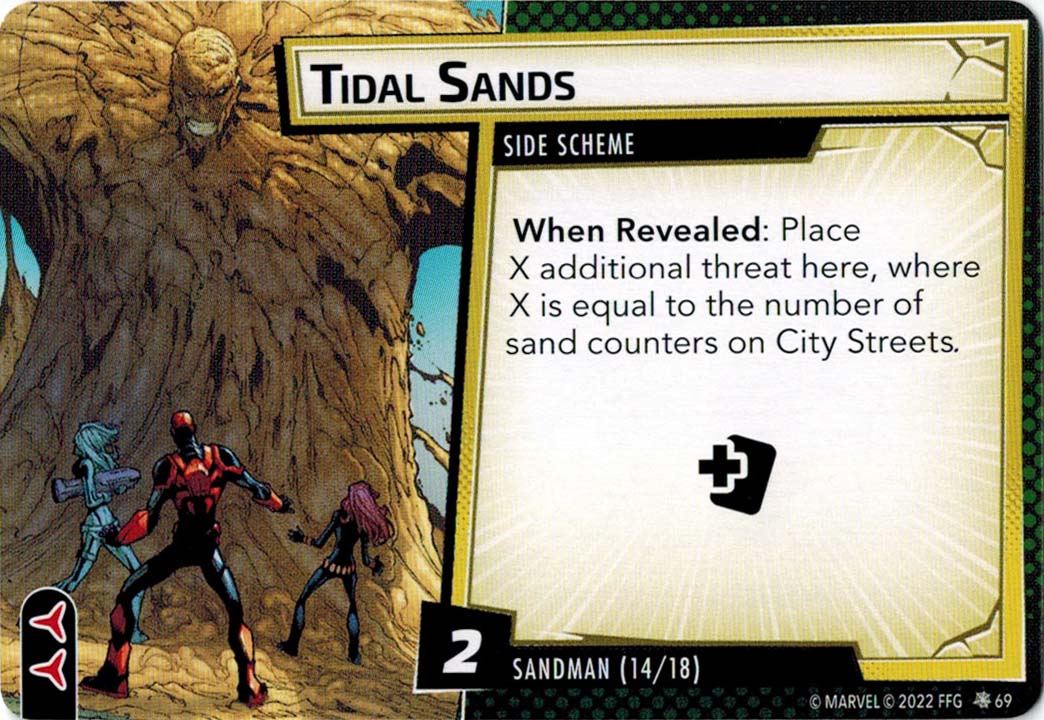 TIDAL SANDS
SIDE SCHEME
When Revealed: Place
X additional threat here, where
X is equal to the number of
sand counters on City Streets.
2
SANDMAN (14/18)
© MARVEL © 2022 FFG 69